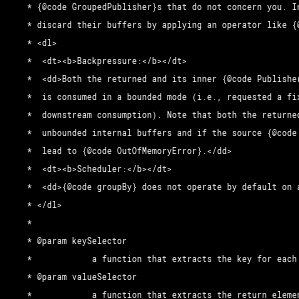 * {@code GroupedPublisher}s that do not concern you. I
* discard their buffers by applying an operator like {
* <dl>
*  <dt><b>Backpressure:</b></dt>
*  <dd>Both the returned and its inner {@code Publisher
*  is consumed in a bounded mode (i.e., requested a fi
*  downstream consumption). Note that both the returned
*  unbounded internal buffers and if the source {@code
*  lead to {@code OutOfMemoryError}.</dd>
*  <dt><b>Scheduler:</b></dt>
*  <dd>{@code groupBy} does not operate by default on a
* </dl>
*
* @param keySelector
*            a function that extracts the key for each
* @param valueSelector
*            a function that extracts the return elemen